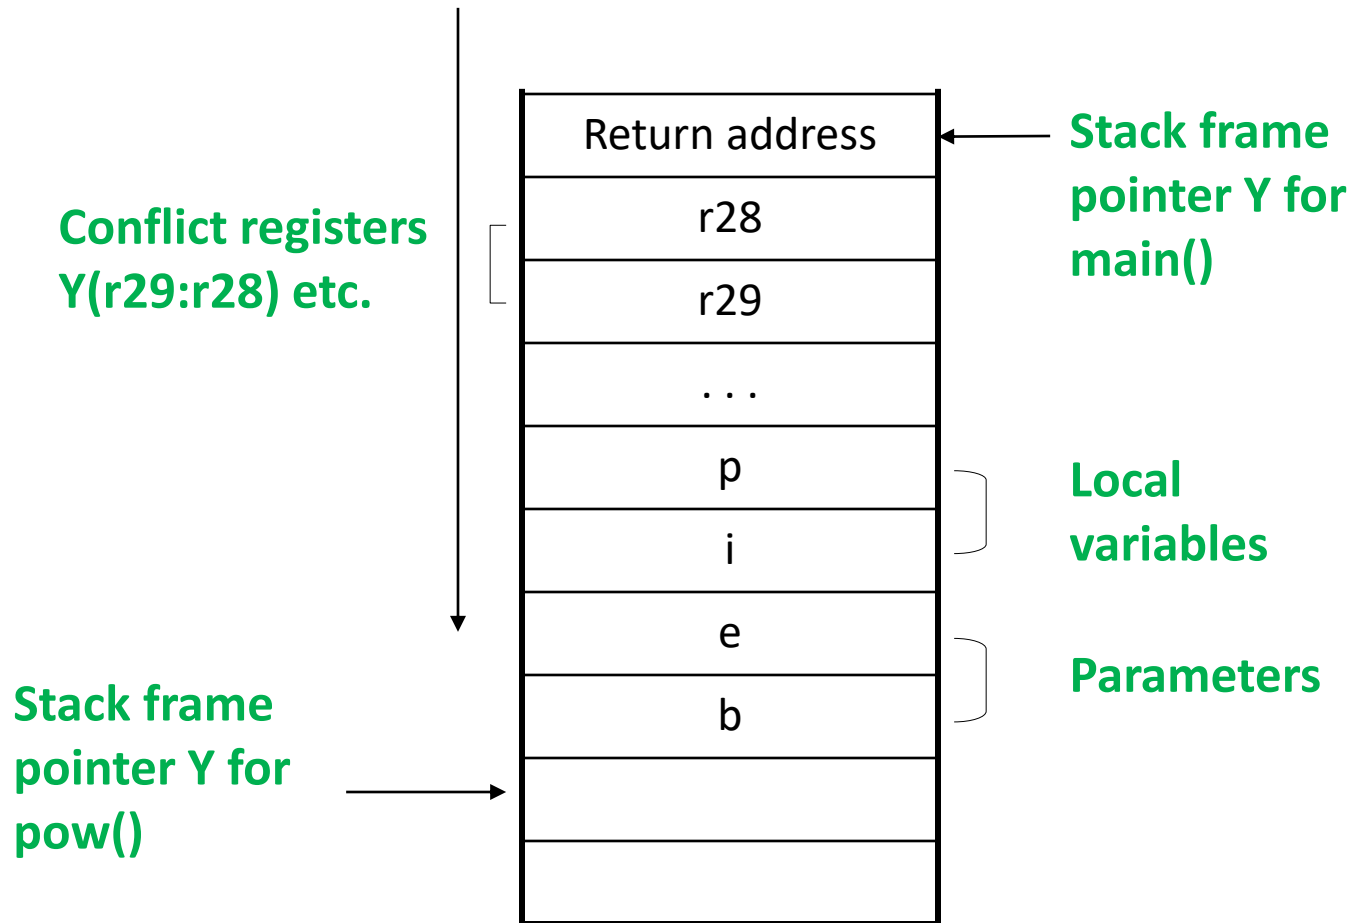 Return address
Stack frame
pointer Y for
main()
Conflict registers
Y(r29:r28) etc.
r28
r29
. . .
p
i
Local
variables
e
b
Parameters
Stack frame
pointer Y for
pow()